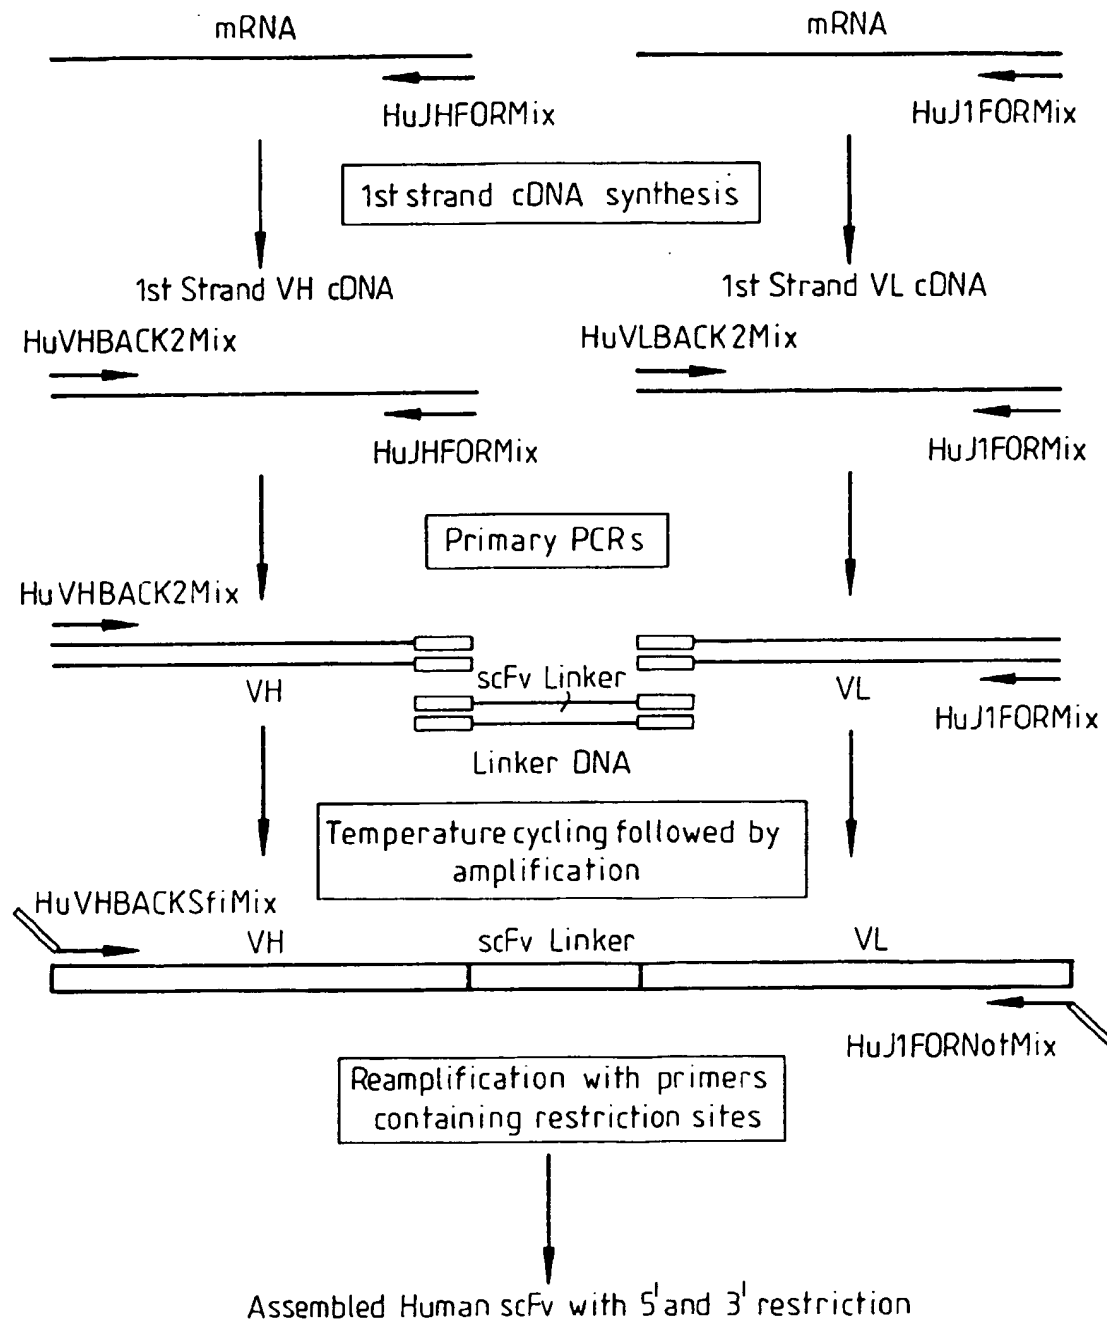 mRNA
mRNA
HuJHFORMix
HuJ1FORMix
1st strand cDNA synthesis
1st Strand VH cDNA
1st Strand VL cDNA
HuVHBACK2Mix
HuVLBACK2Mix
HuJHFORMix
HuJ1FORMix
Primary PCRs
HuVHBACK2Mix
VH
scFv Linker
VL
HuJ1FORMix
Linker DNA
Temperature cycling followed by
amplification
HuVHBACKSfiMix
VH
scFv Linker
VL
HuJ1FORNotMix
Reamplification with primers
containing restriction sites
Assembled Human scFv with 5' and 3' restriction